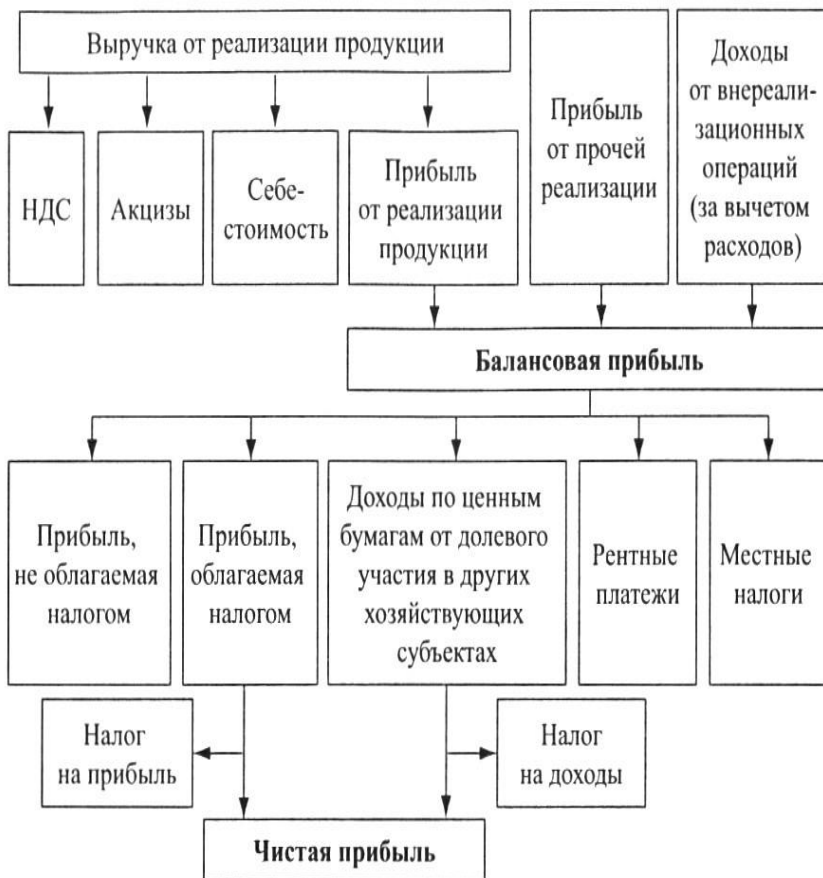 Выручка от реализации продукции
НДС
Акцизы
Себе-
стоимость
Прибыль
от реализации
продукции
Прибыль
от прочей
реализации
Доходы
от внереали-
зационных
операций
(за вычетом
расходов)
Балансовая прибыль
Прибыль,
не облагаемая
налогом
Прибыль,
облагаемая
налогом
Доходы по ценным
бумагам от долевого
участия в других
хозяйствующих
субъектах
Рентные
платежи
Местные
налоги
Налог
на прибыль
Налог
на доходы
Чистая прибыль